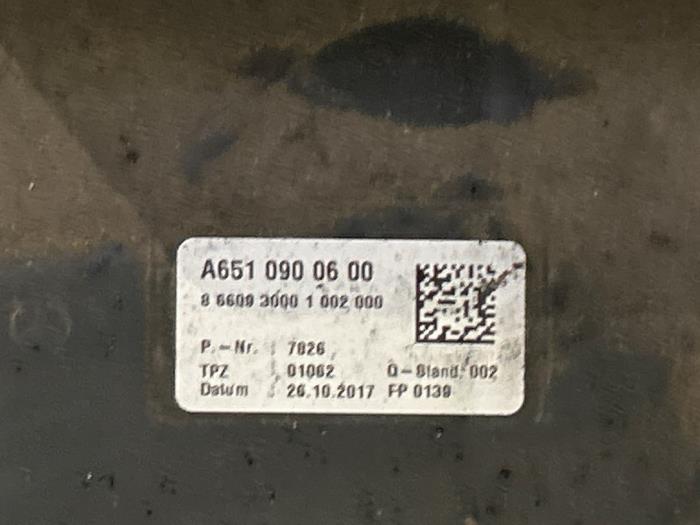 A651 090 06 00
8 6609 3000 1 002 000
P.-Nr. : 7826
TPZ : 01062 Q-Stand: 002
Datum : 26.10.2017 FP 0139